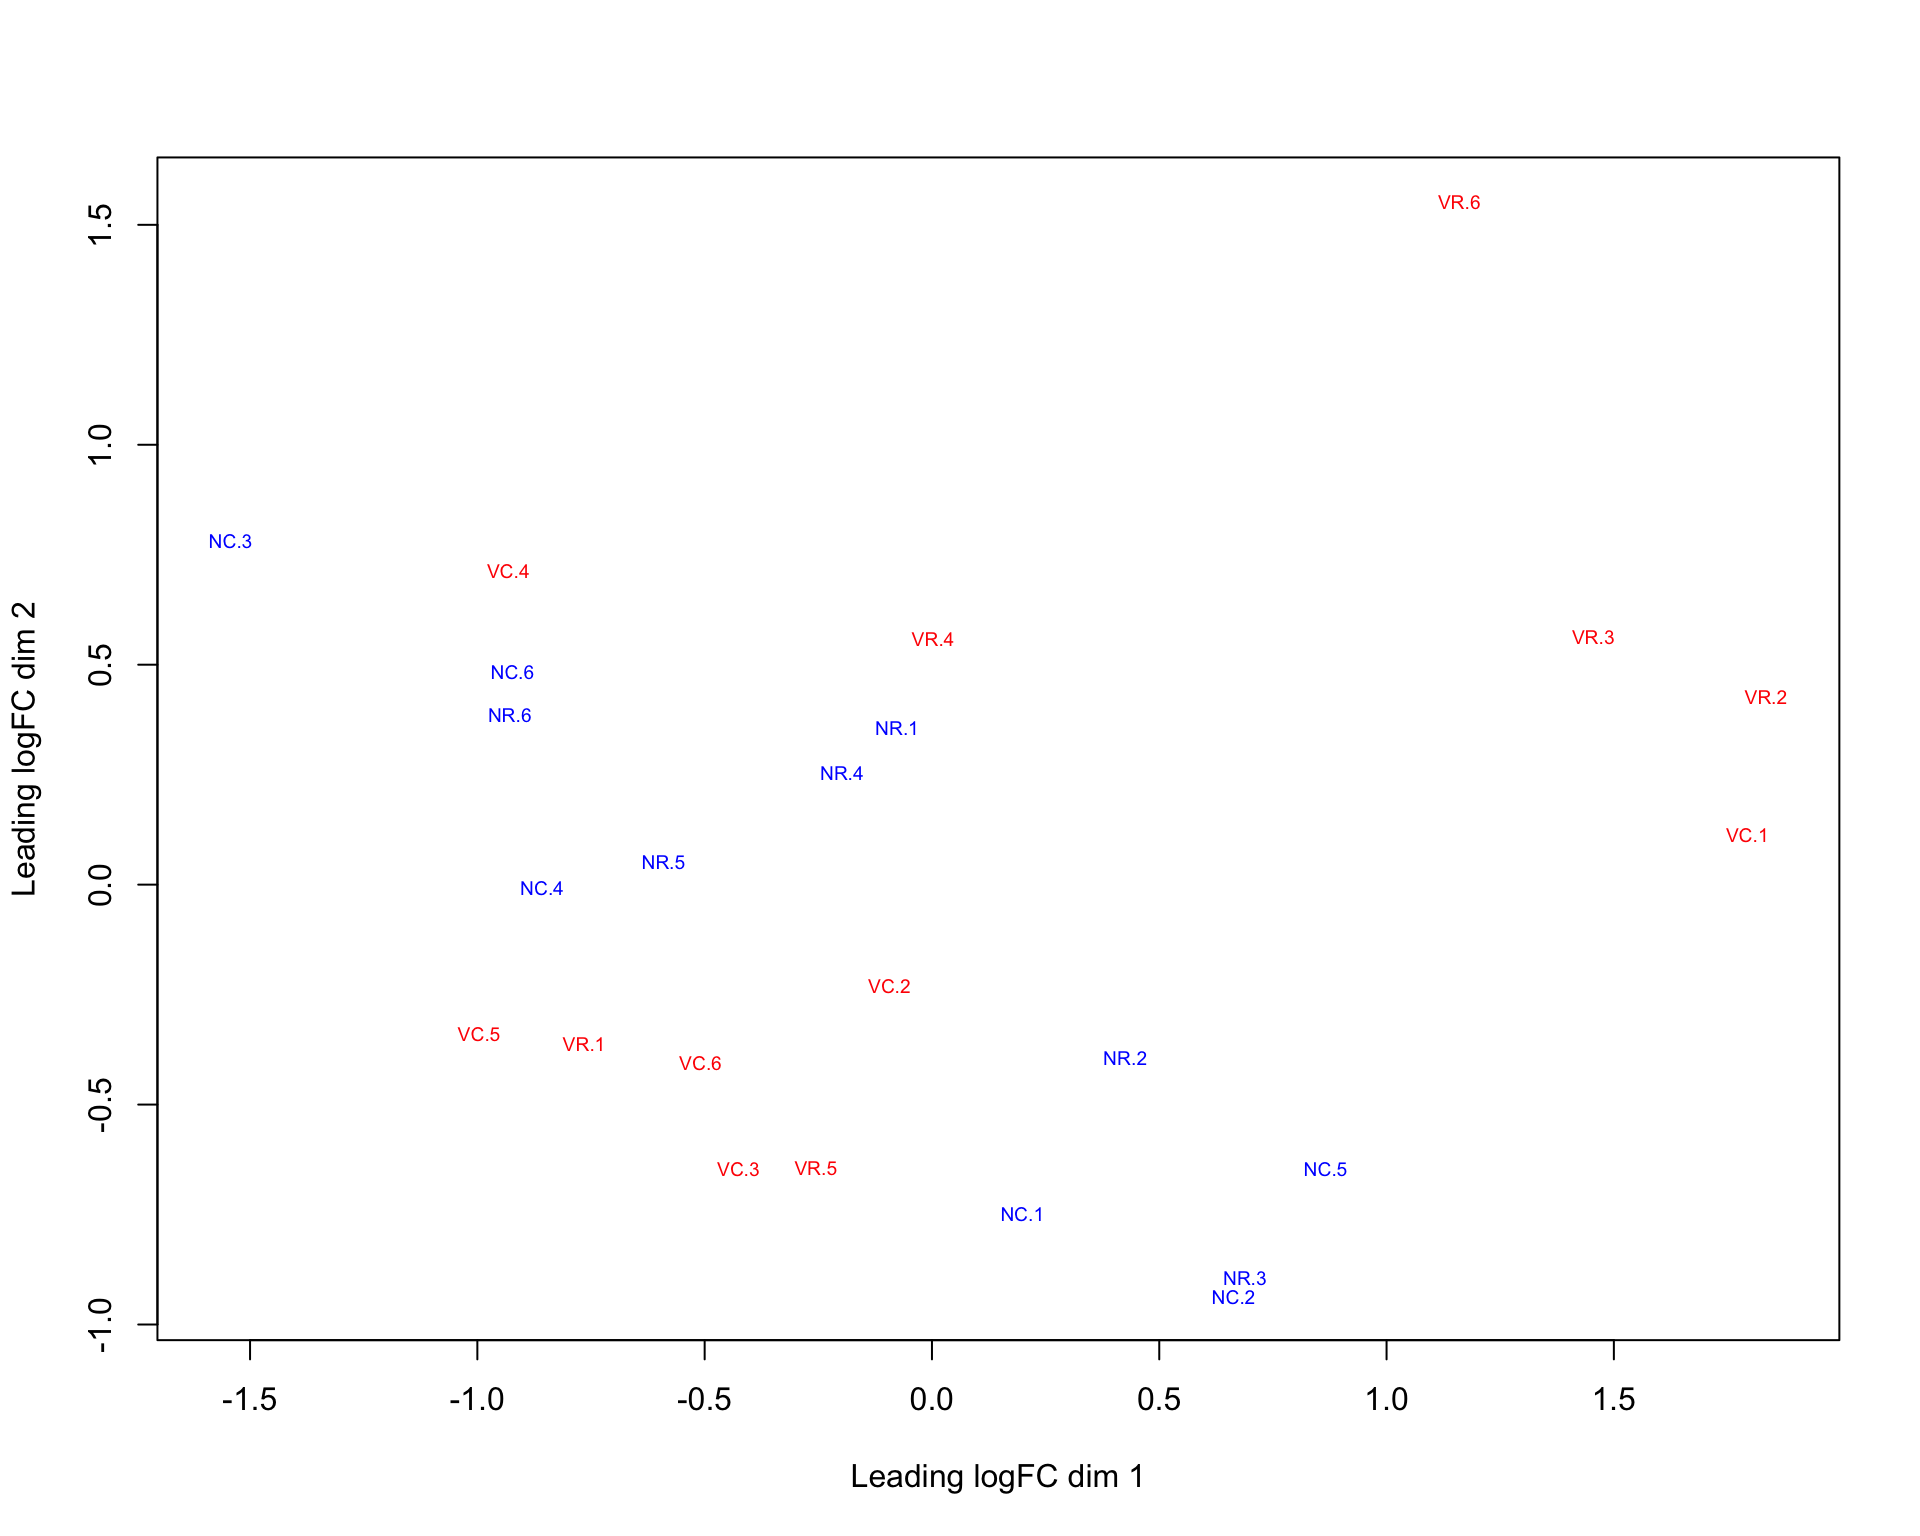 VR.6
1.5
1.0
NC.3
VC.4
VR.4
VR.3
0.5
NC.6
VR.2
NR.6
NR.1
NR.4
VC.1
NR.5
0.0
NC.4
VC.2
VC.5
VR.1
VC.6
NR.2
-0.5
VC.3
VR.5
NC.5
NC.1
NR.3
NC.2
-1.0
Leading logFC dim 2
-1.5 -1.0 -0.5 0.0 0.5 1.0 1.5
Leading logFC dim 1